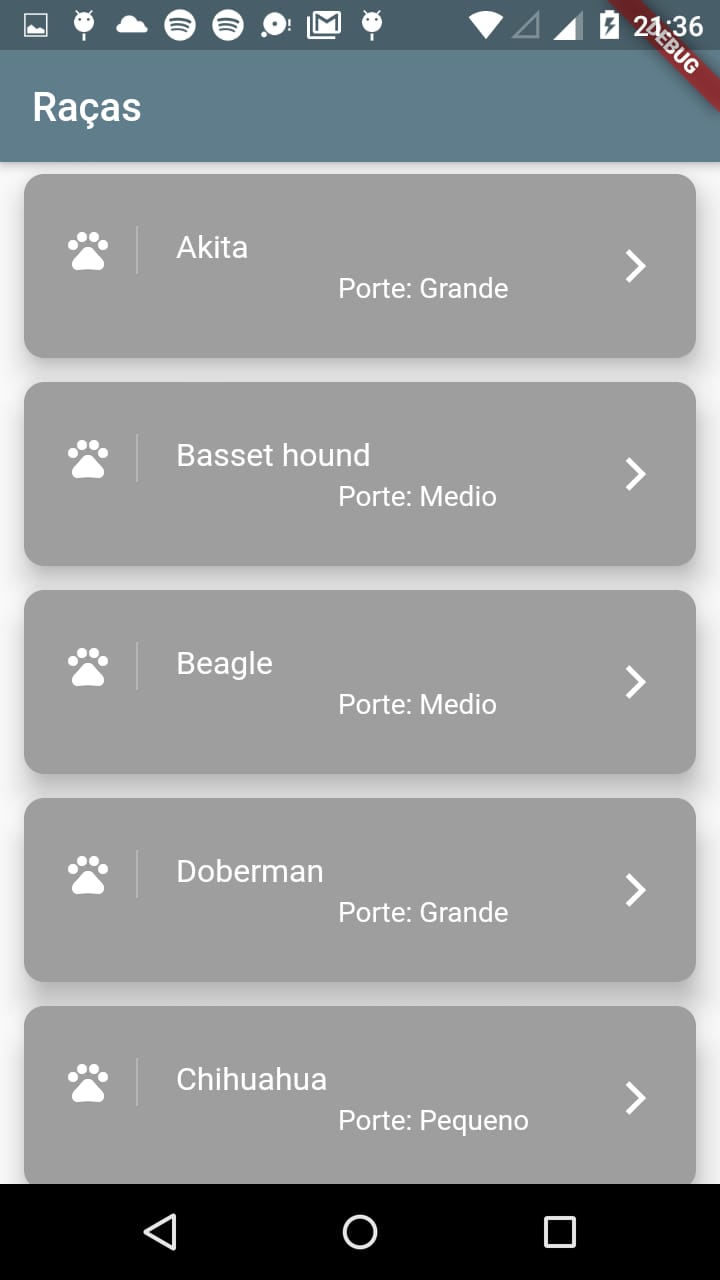 21:36
DEBUG
Raças
Akita
Porte: Grande
Basset hound
Porte: Medio
Beagle
Porte: Medio
Doberman
Porte: Grande
Chihuahua
Porte: Pequeno